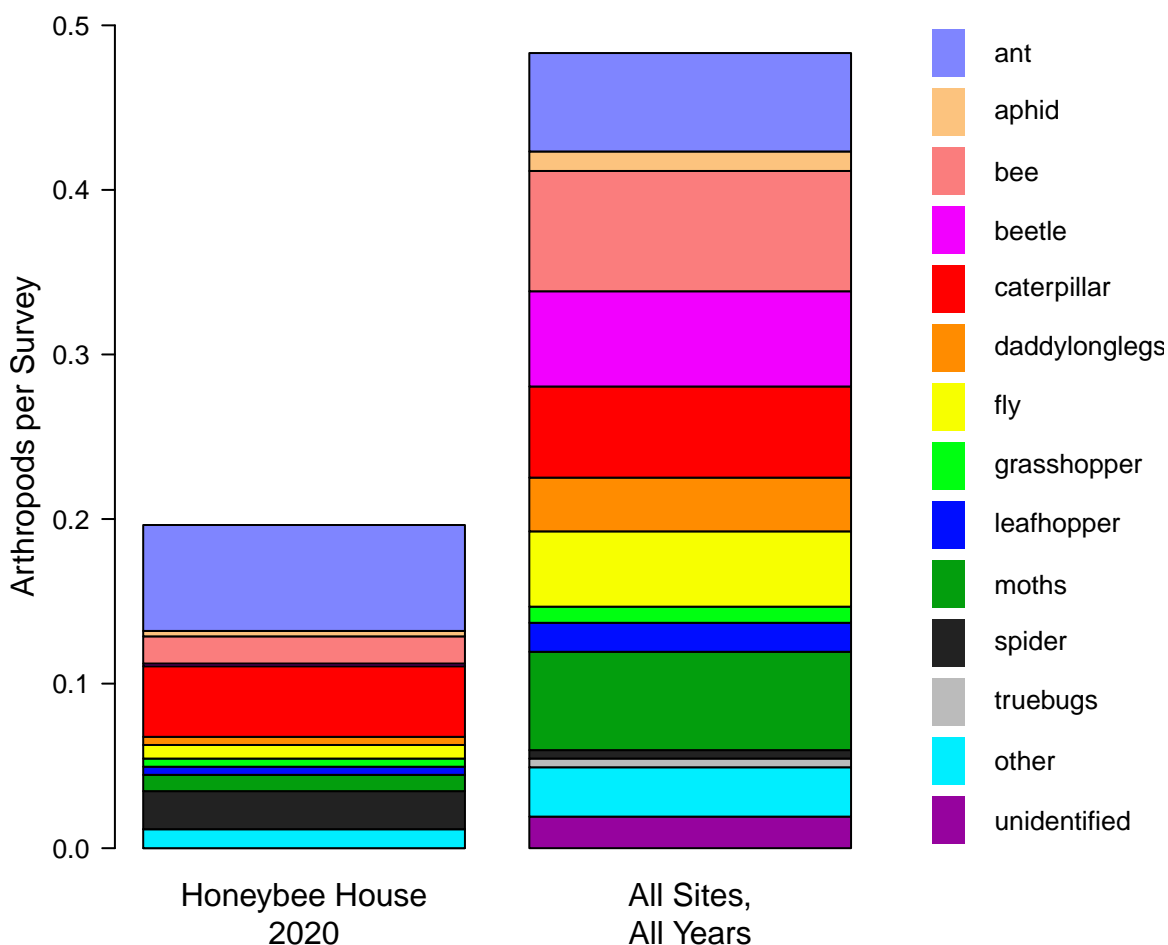 0.5
0.4
0.3
0.2
0.1
0.0
Arthropods per Survey
Honeybee House
2020
All Sites,
All Years
ant
aphid
bee
beetle
caterpillar
daddylonglegs
fly
grasshopper
leafhopper
moths
spider
truebugs
other
unidentified